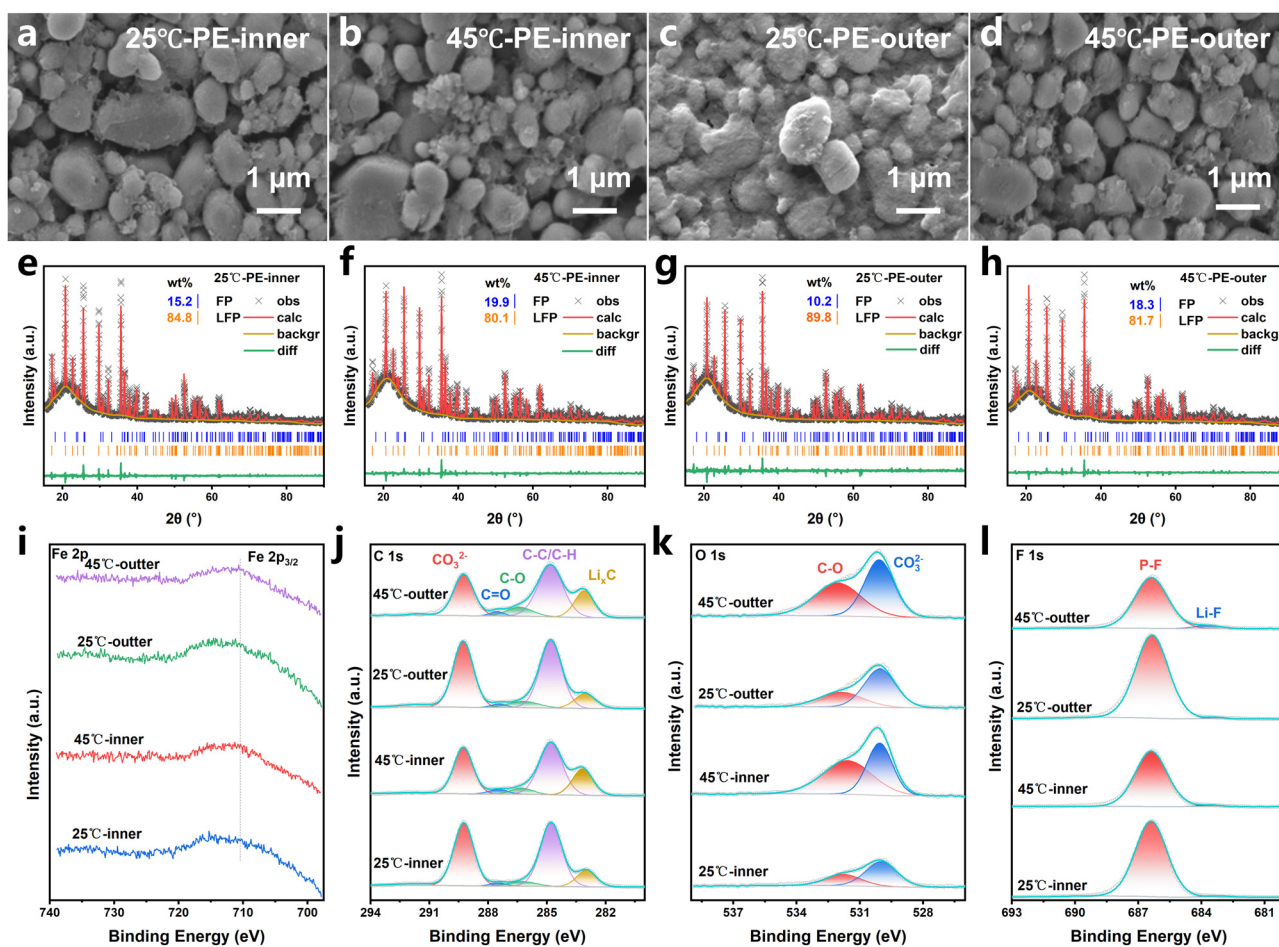 a 25℃-PE-inner
1 μm
b 45℃-PE-inner
1 μm
c 25℃-PE-outer
1 μm
d 45℃-PE-outer
1 μm
e
wt% 25℃-PE-inner
15.2 | FP × obs
84.8 | LFP calc
backgr
diff
Intensity (a.u.)
20 40 60 80
2θ (°)
f
wt% 45℃-PE-inner
19.9 | FP × obs
80.1 | LFP calc
backgr
diff
Intensity (a.u.)
20 40 60 80
2θ (°)
g
wt% 25℃-PE-outer
10.2 | FP × obs
89.8 | LFP calc
backgr
diff
Intensity (a.u.)
20 40 60 80
2θ (°)
h
wt% 45℃-PE-outer
18.3 | FP × obs
81.7 | LFP calc
backgr
diff
Intensity (a.u.)
20 40 60 80
2θ (°)
i
Fe 2p Fe 2p3/2
45℃-outter
25℃-outter
45℃-inner
25℃-inner
Intensity (a.u.)
740 730 720 710 700
Binding Energy (eV)
j
C 1s
CO₃²⁻ C=O C-O C-C/C-H LiₓC
45℃-outter
25℃-outter
45℃-inner
25℃-inner
Intensity (a.u.)
294 291 288 285 282
Binding Energy (eV)
k
O 1s
C-O CO₃²⁻
45℃-outter
25℃-outter
45℃-inner
25℃-inner
Intensity (a.u.)
537 534 531 528
Binding Energy (eV)
l
F 1s
P-F Li-F
45℃-outter
25℃-outter
45℃-inner
25℃-inner
Intensity (a.u.)
693 690 687 684 681
Binding Energy (eV)